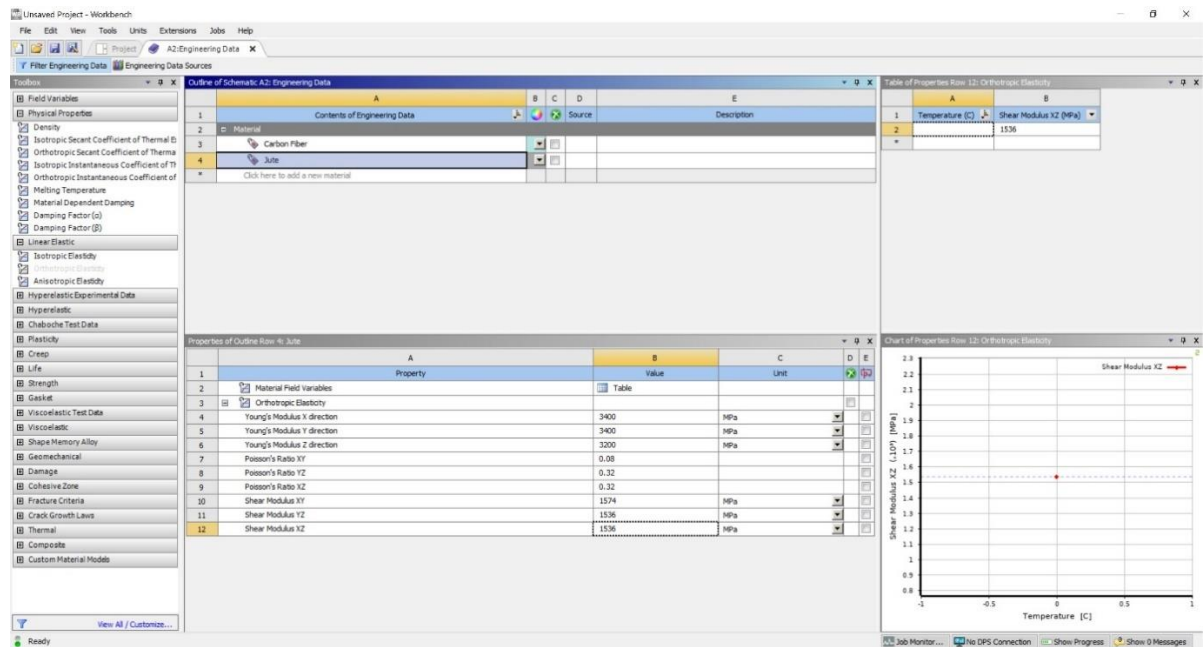 Unsaved Project - Workbench
File Edit View Tools Units Extensions Jobs Help
Project A2:Engineering Data
Filter Engineering Data Engineering Data Sources
Toolbox
Field Variables
Physical Properties
Density
Isotropic Secant Coefficient of Thermal E
Orthotropic Secant Coefficient of Therma
Isotropic Instantaneous Coefficient of Th
Orthotropic Instantaneous Coefficient of
Melting Temperature
Material Dependent Damping
Damping Factor (α)
Damping Factor (β)
Linear Elastic
Isotropic Elasticity
Orthotropic Elasticity
Anisotropic Elasticity
Hyperelastic Experimental Data
Hyperelastic
Chaboche Test Data
Plasticity
Creep
Life
Strength
Gasket
Viscoelastic Test Data
Viscoelastic
Shape Memory Alloy
Geomechanical
Damage
Cohesive Zone
Fracture Criteria
Crack Growth Laws
Thermal
Composite
Custom Material Models
View All / Customize...
Outline of Schematic A2: Engineering Data
A B C D E
1 Contents of Engineering Data Source Description
2 Material
3 Carbon Fiber
4 Jute
* Click here to add a new material
Properties of Outline Row 4: Jute
A B C D E
1 Property Value Unit
2 Material Field Variables Table
3 Orthotropic Elasticity
4 Young's Modulus X direction 3400 MPa
5 Young's Modulus Y direction 3400 MPa
6 Young's Modulus Z direction 3200 MPa
7 Poisson's Ratio XY 0.08
8 Poisson's Ratio YZ 0.32
9 Poisson's Ratio XZ 0.32
10 Shear Modulus XY 1574 MPa
11 Shear Modulus YZ 1536 MPa
12 Shear Modulus XZ 1536 MPa
Table of Properties Row 12: Orthotropic Elasticity
A B
1 Temperature (C) Shear Modulus XZ (MPa)
2 1536
*
Chart of Properties Row 12: Orthotropic Elasticity
2
Shear Modulus XZ
Shear Modulus XZ (.10³) [MPa]
2.3
2.2
2.1
2
1.9
1.8
1.7
1.6
1.5
1.4
1.3
1.2
1.1
1
0.9
0.8
-1 -0.5 0 0.5 1
Temperature [C]
Ready
Job Monitor... No DPS Connection Show Progress Show 0 Messages